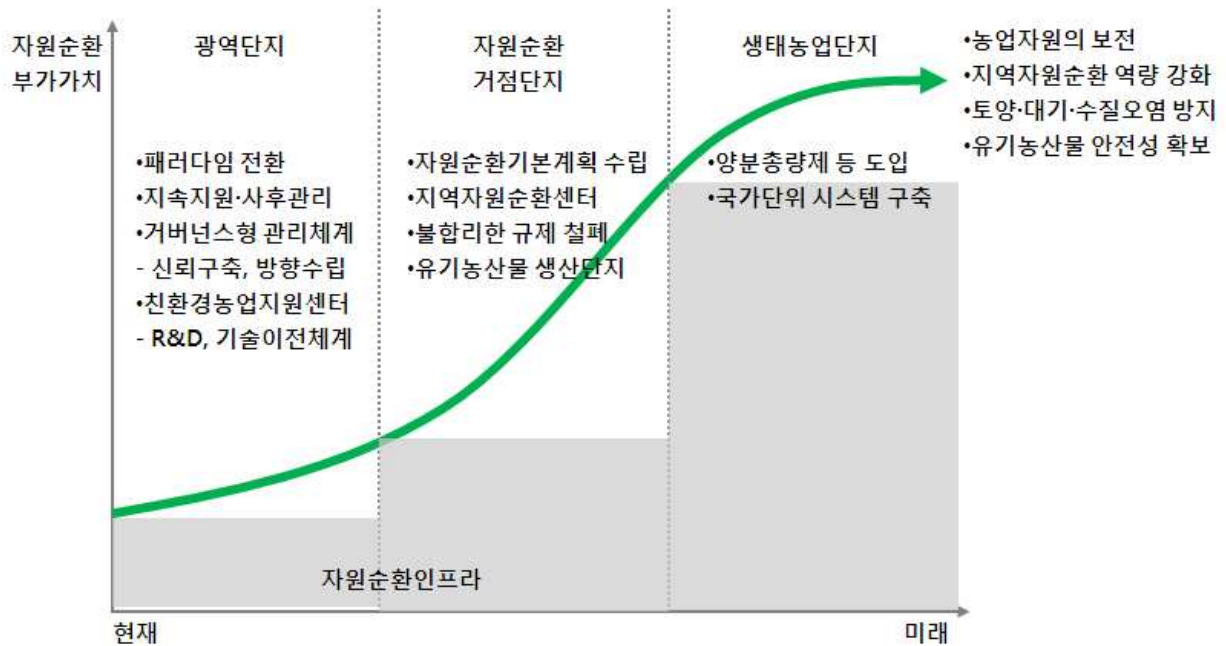 자원순환
부가가치
광역단지
•패러다임 전환
•지속지원·사후관리
•거버넌스형 관리체계
- 신뢰구축, 방향수립
•친환경농업지원센터
- R&D, 기술이전체계
자원순환
거점단지
•자원순환기본계획 수립
•지역자원순환센터
•불합리한 규제 철폐
•유기농산물 생산단지
생태농업단지
•양분총량제 등 도입
•국가단위 시스템 구축
•농업자원의 보전
•지역자원순환 역량 강화
•토양·대기·수질오염 방지
•유기농산물 안전성 확보
자원순환인프라
현재
미래